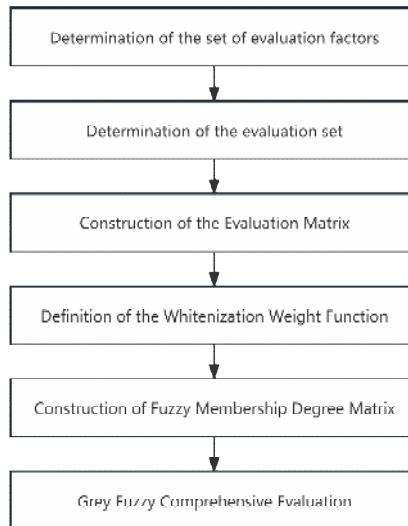 Determination of the set of evaluation factors
Determination of the evaluation set
Construction of the Evaluation Matrix
Definition of the Whitenization Weight Function
Construction of Fuzzy Membership Degree Matrix
Grey Fuzzy Comprehensive Evaluation